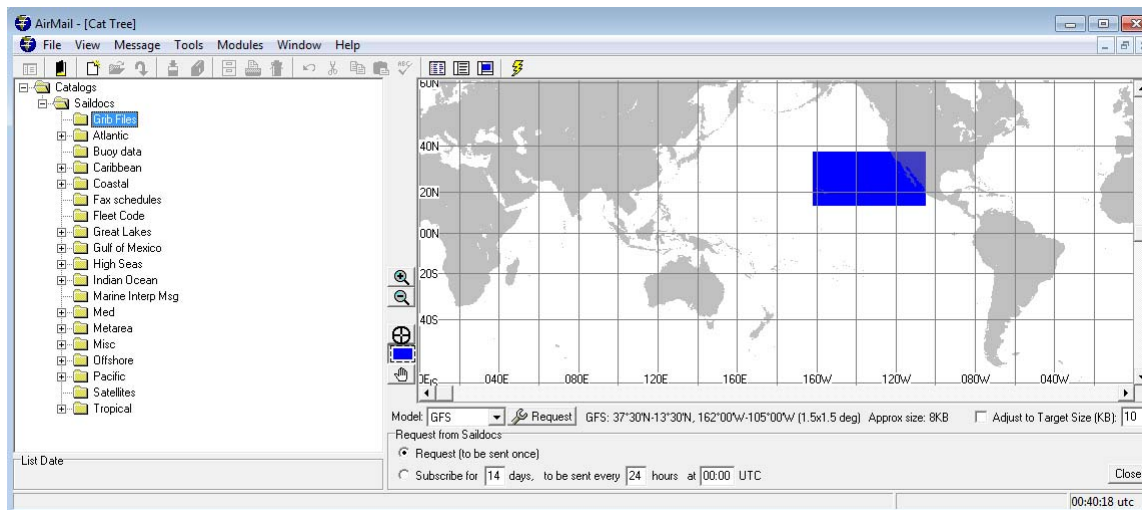 AirMail - [Cat Tree]
File View Message Tools Modules Window Help
Catalogs
Saildocs
Grib Files
Atlantic
Buoy data
Caribbean
Coastal
Fax schedules
Fleet Code
Great Lakes
Gulf of Mexico
High Seas
Indian Ocean
Marine Interp Msg
Med
Metarea
Misc
Offshore
Pacific
Satellites
Tropical
List Date
40N
20N
00N
20S
40S
040E 080E 120E 160E 160W 120W 080W 040W
Model: GFS Request GFS: 37°30'N-13°30'N, 162°00'W-105°00'W (1.5x1.5 deg) Approx size: 8KB Adjust to Target Size (KB): 10
Request from Saildocs
Request (to be sent once)
Subscribe for 14 days, to be sent every 24 hours at 00:00 UTC
Close
00:40:18 utc